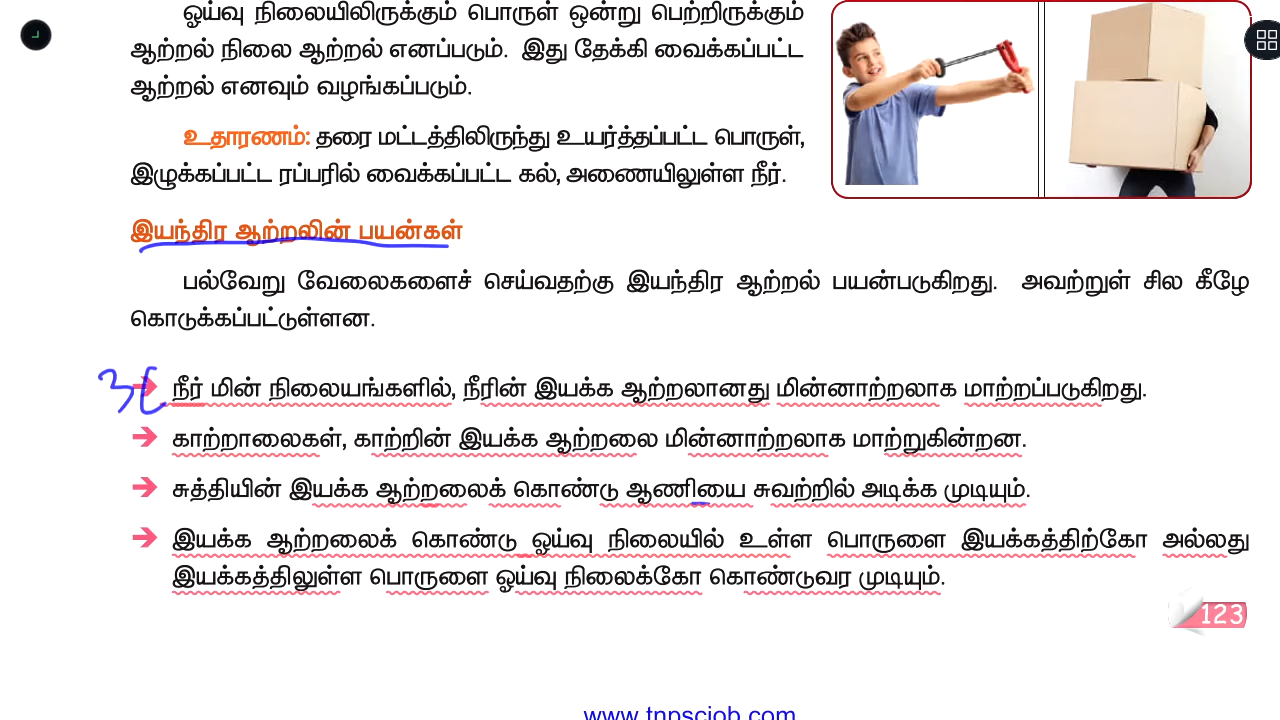 ஓய்வு நிலையிலிருக்கும் பொருள் ஒன்று பெற்றிருக்கும்
ஆற்றல் நிலை ஆற்றல் எனப்படும். இது தேக்கி வைக்கப்பட்ட
ஆற்றல் எனவும் வழங்கப்படும்.
உதாரணம்: தரை மட்டத்திலிருந்து உயர்த்தப்பட்ட பொருள்,
இழுக்கப்பட்ட ரப்பரில் வைக்கப்பட்ட கல், அணையிலுள்ள நீர்.
இயந்திர ஆற்றலின் பயன்கள்
பல்வேறு வேலைகளைச் செய்வதற்கு இயந்திர ஆற்றல் பயன்படுகிறது. அவற்றுள் சில கீழே
கொடுக்கப்பட்டுள்ளன.
➔ நீர் மின் நிலையங்களில், நீரின் இயக்க ஆற்றலானது மின்னாற்றலாக மாற்றப்படுகிறது.
➔ காற்றாலைகள், காற்றின் இயக்க ஆற்றலை மின்னாற்றலாக மாற்றுகின்றன.
➔ சுத்தியின் இயக்க ஆற்றலைக் கொண்டு ஆணியை சுவற்றில் அடிக்க முடியும்.
➔ இயக்க ஆற்றலைக் கொண்டு ஓய்வு நிலையில் உள்ள பொருளை இயக்கத்திற்கோ அல்லது
இயக்கத்திலுள்ள பொருளை ஓய்வு நிலைக்கோ கொண்டுவர முடியும்.
123
www.tnpscjob.com